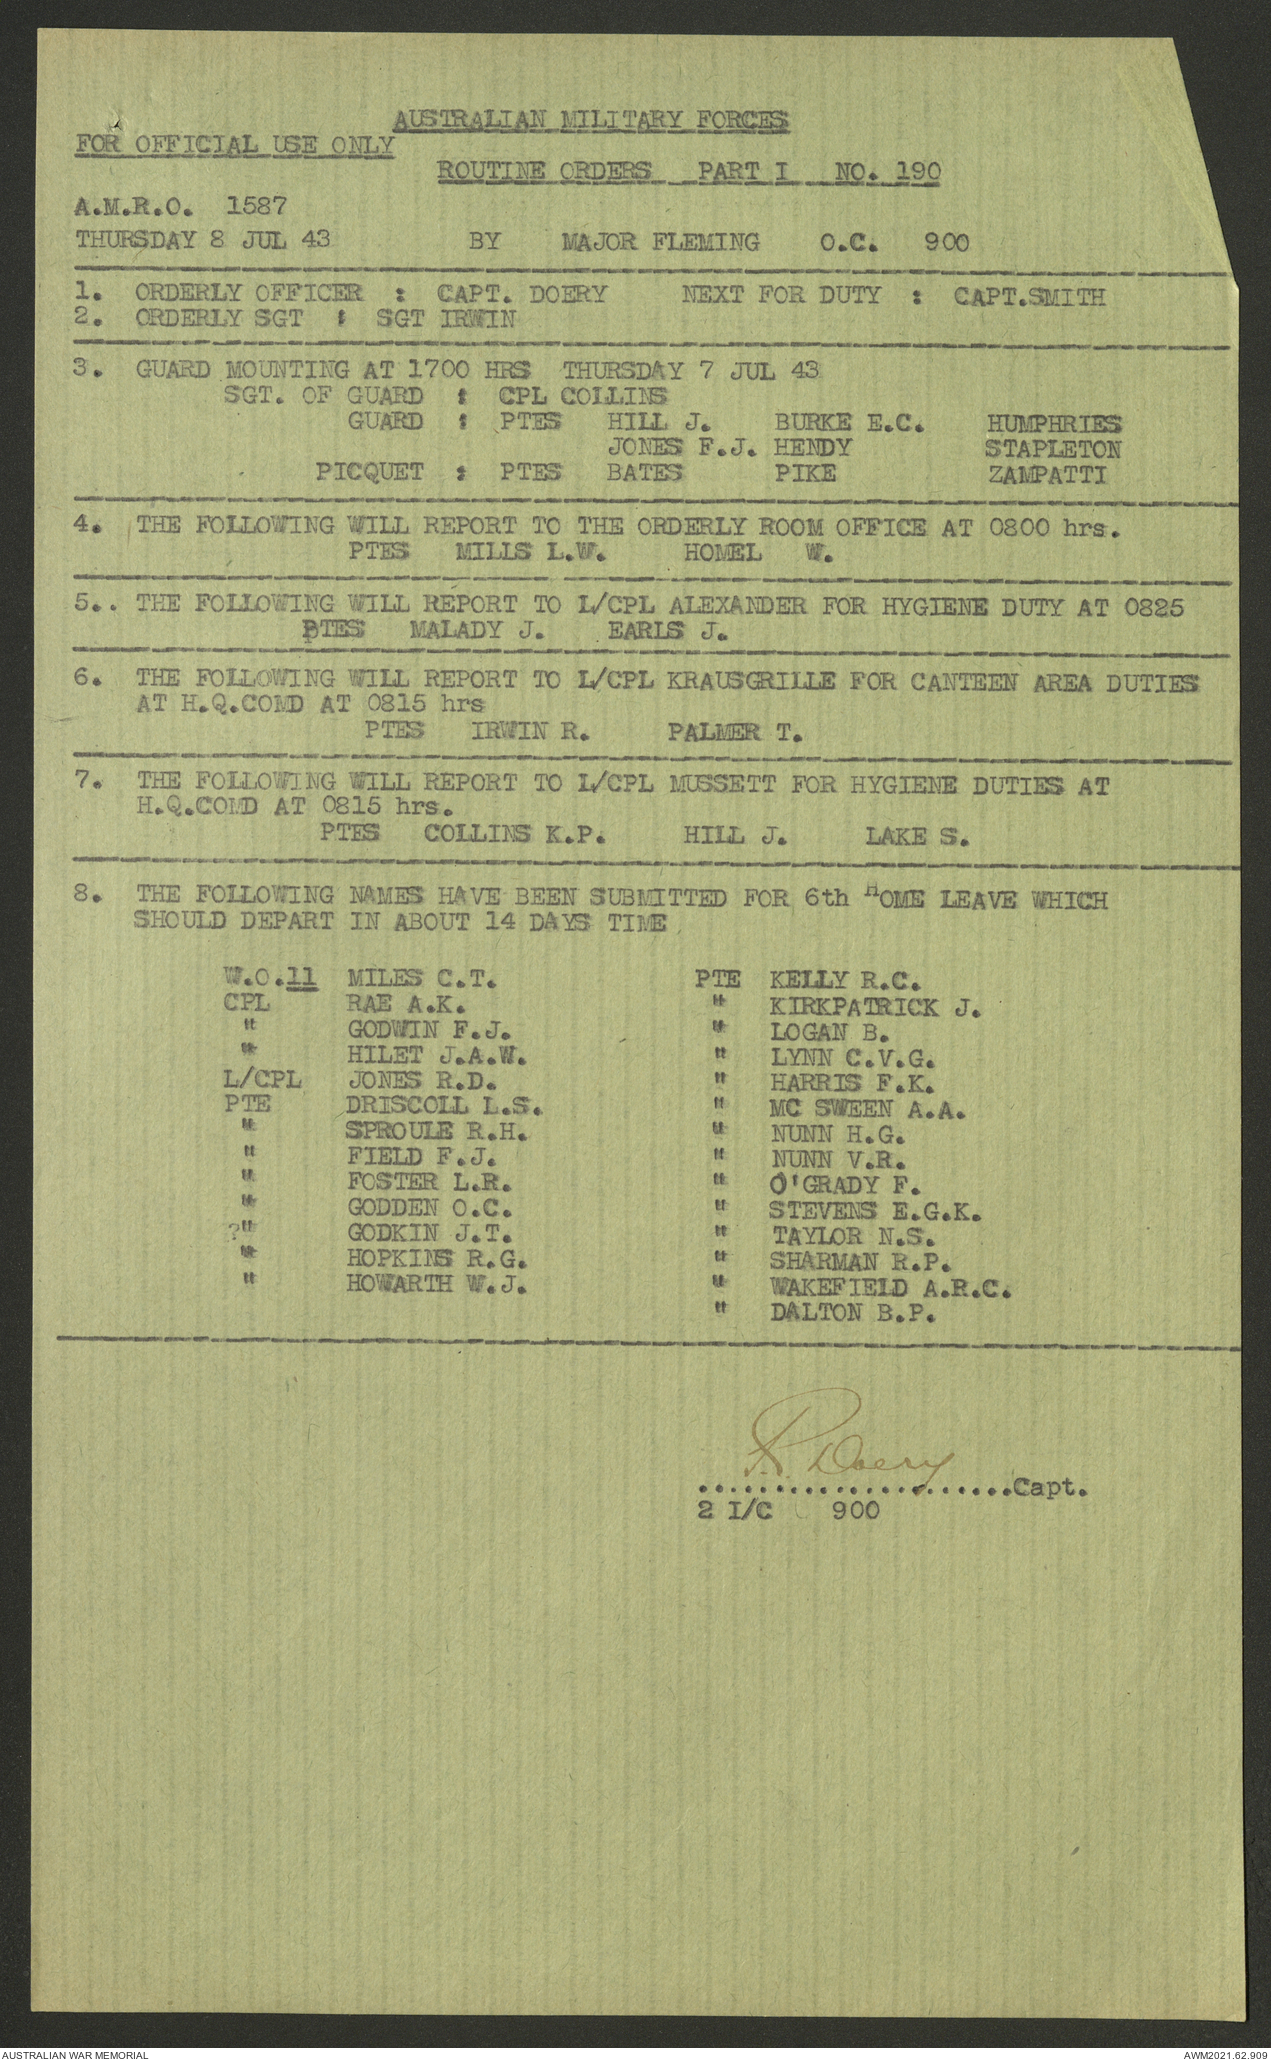 AUSTRALIAN MILITARY FORCES
FOR OFFICIAL USE ONLY
ROUTINE ORDERS PART I NO. 190
A.M.R.O. 1587
THURSDAY 8 JUL 43 BY MAJOR FLEMING O.C. 900
1. ORDERLY OFFICER : CAPT. DOERY NEXT FOR DUTY : CAPT.SMITH
2. ORDERLY SGT : SGT IRWIN
3. GUARD MOUNTING AT 1700 HRS THURSDAY 7 JUL 43
SGT. OF GUARD : CPL COLLINS
GUARD : PTES HILL J. BURKE E.C. HUMPHRIES
JONES F.J. HENDY STAPLETON
PICQUET : PTES BATES PIKE ZAMPATTI
4. THE FOLLOWING WILL REPORT TO THE ORDERLY ROOM OFFICE AT 0800 hrs.
PTES MILLS L.W. HOMEL W.
5.. THE FOLLOWING WILL REPORT TO L/CPL ALEXANDER FOR HYGIENE DUTY AT 0825
PTES MALADY J. EARLS J.
6. THE FOLLOWING WILL REPORT TO L/CPL KRAUSGRILLE FOR CANTEEN AREA DUTIES
AT H.Q.COMD AT 0815 hrs
PTES IRWIN R. PALMER T.
7. THE FOLLOWING WILL REPORT TO L/CPL MUSSETT FOR HYGIENE DUTIES AT
H.Q.COMD AT 0815 hrs.
PTES COLLINS K.P. HILL J. LAKE S.
8. THE FOLLOWING NAMES HAVE BEEN SUBMITTED FOR 6th HOME LEAVE WHICH
SHOULD DEPART IN ABOUT 14 DAYS TIME
W.O.11 MILES C.T. PTE KELLY R.C.
CPL RAE A.K. " KIRKPATRICK J.
" GODWIN F.J. " LOGAN B.
" HILET J.A.W. " LYNN C.V.G.
L/CPL JONES R.D. " HARRIS F.K.
PTE DRISCOLL L.S. " MC SWEEN A.A.
" SPROULE R.H. " NUNN H.G.
" FIELD F.J. " NUNN V.R.
" FOSTER L.R. " O'GRADY F.
" GODDEN O.C. " STEVENS E.G.K.
?" GODKIN J.T. " TAYLOR N.S.
" HOPKINS R.G. " SHARMAN R.P.
" HOWARTH W.J. " WAKEFIELD A.R.C.
" DALTON B.P.
Doery
.....................Capt.
2 I/C 900
AUSTRALIAN WAR MEMORIAL AWM2021.62.909